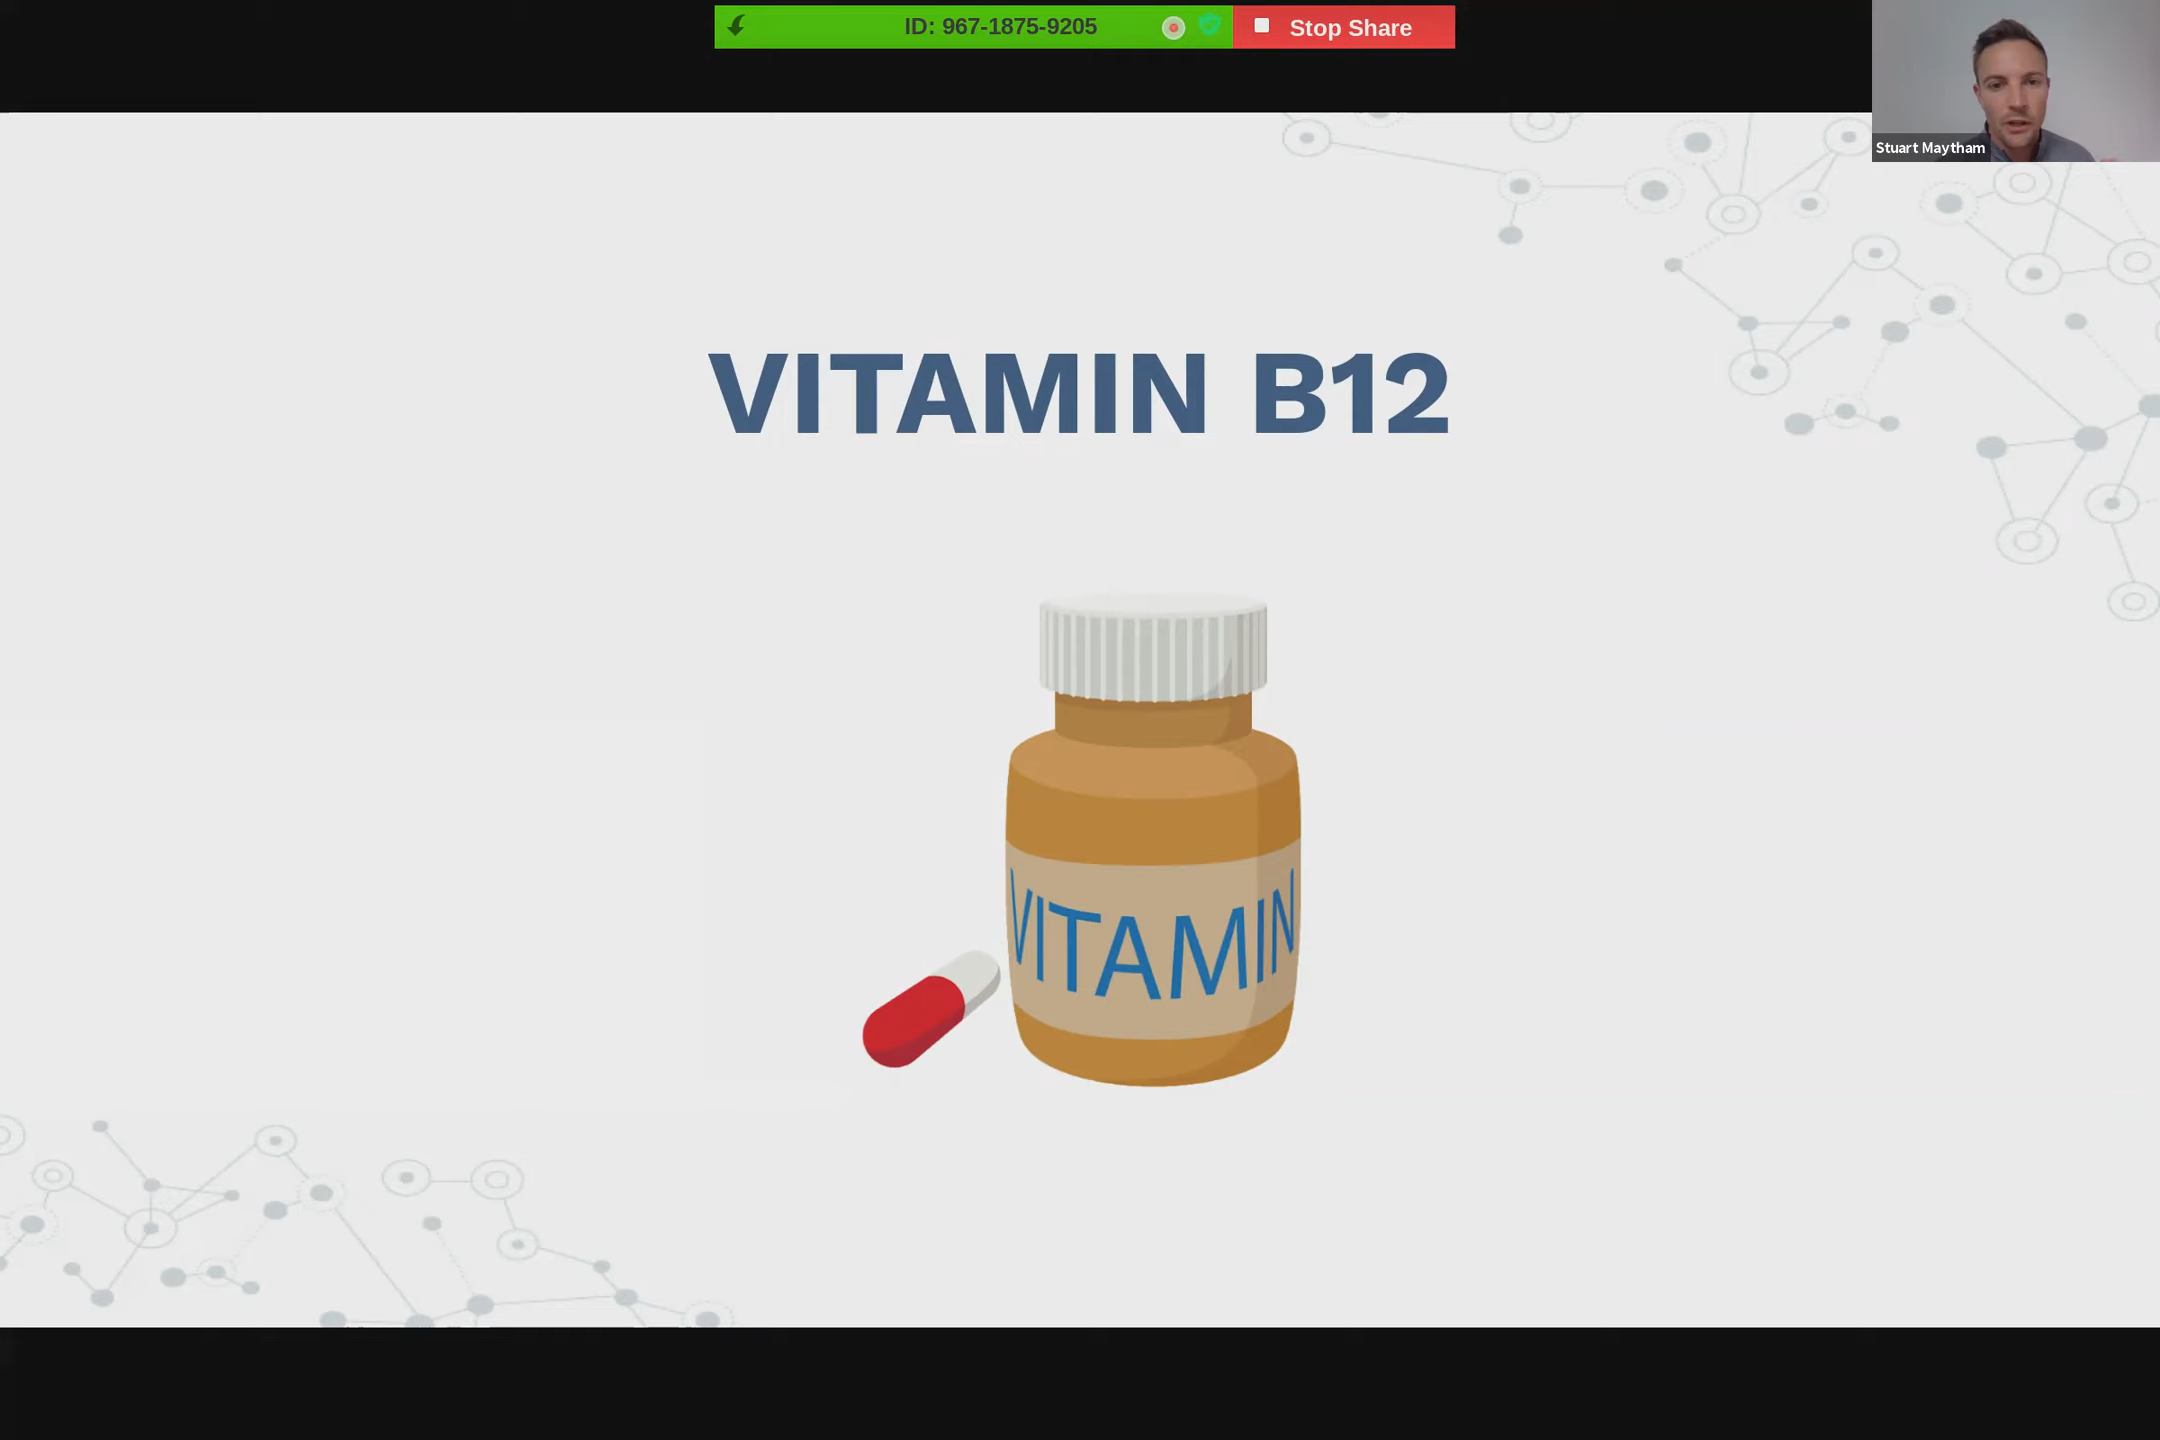 ID: 967-1875-9205
Stop Share
Stuart Maytham
VITAMIN B12
VITAMIN